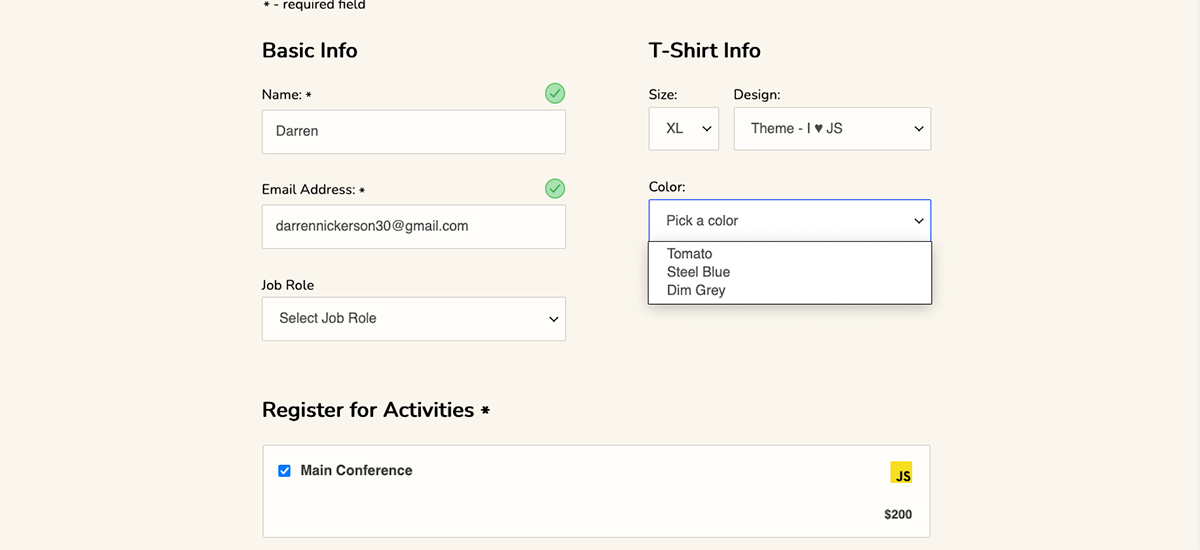 * - required field
Basic Info
Name: *
Darren
Email Address: *
darrennickerson30@gmail.com
Job Role
Select Job Role
T-Shirt Info
Size:
XL
Design:
Theme - I ♥ JS
Color:
Pick a color
Tomato
Steel Blue
Dim Grey
Register for Activities *
Main Conference
JS
$200